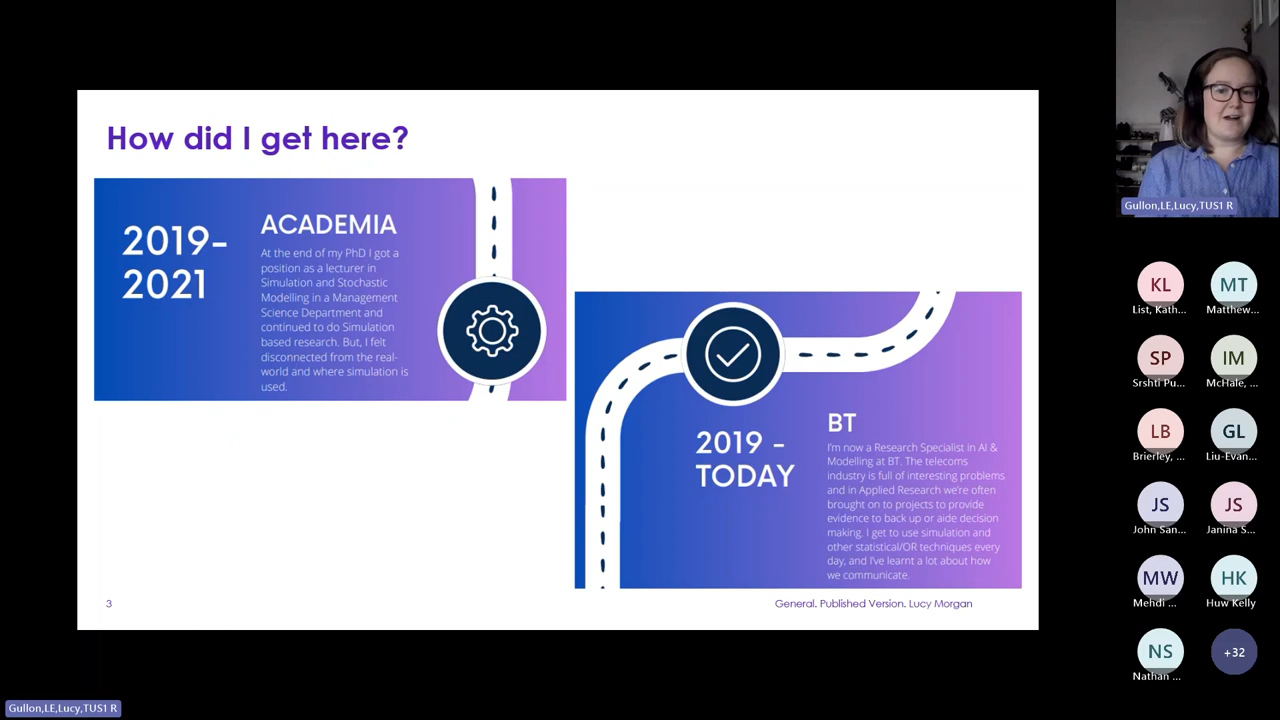 How did I get here?
2019-
2021
ACADEMIA
At the end of my PhD I got a
position as a lecturer in
Simulation and Stochastic
Modelling in a Management
Science Department and
continued to do Simulation
based research. But, I felt
disconnected from the real-
world and where simulation is
used.
2019 -
TODAY
BT
I'm now a Research Specialist in AI &
Modelling at BT. The telecoms
industry is full of interesting problems
and in Applied Research we're often
brought on to projects to provide
evidence to back up or aide decision
making. I get to use simulation and
other statistical/OR techniques every
day, and I've learnt a lot about how
we communicate.
3
General. Published Version. Lucy Morgan
Gullon,LE,Lucy,TUS1 R
KL
List, Kath...
MT
Matthew...
SP
Srshti Pu...
IM
McHale, ...
LB
Brierley, ...
GL
Liu-Evan...
JS
John San...
JS
Janina S...
MW
Mehdi ...
HK
Huw Kelly
NS
Nathan ...
+32
Gullon,LE,Lucy,TUS1 R